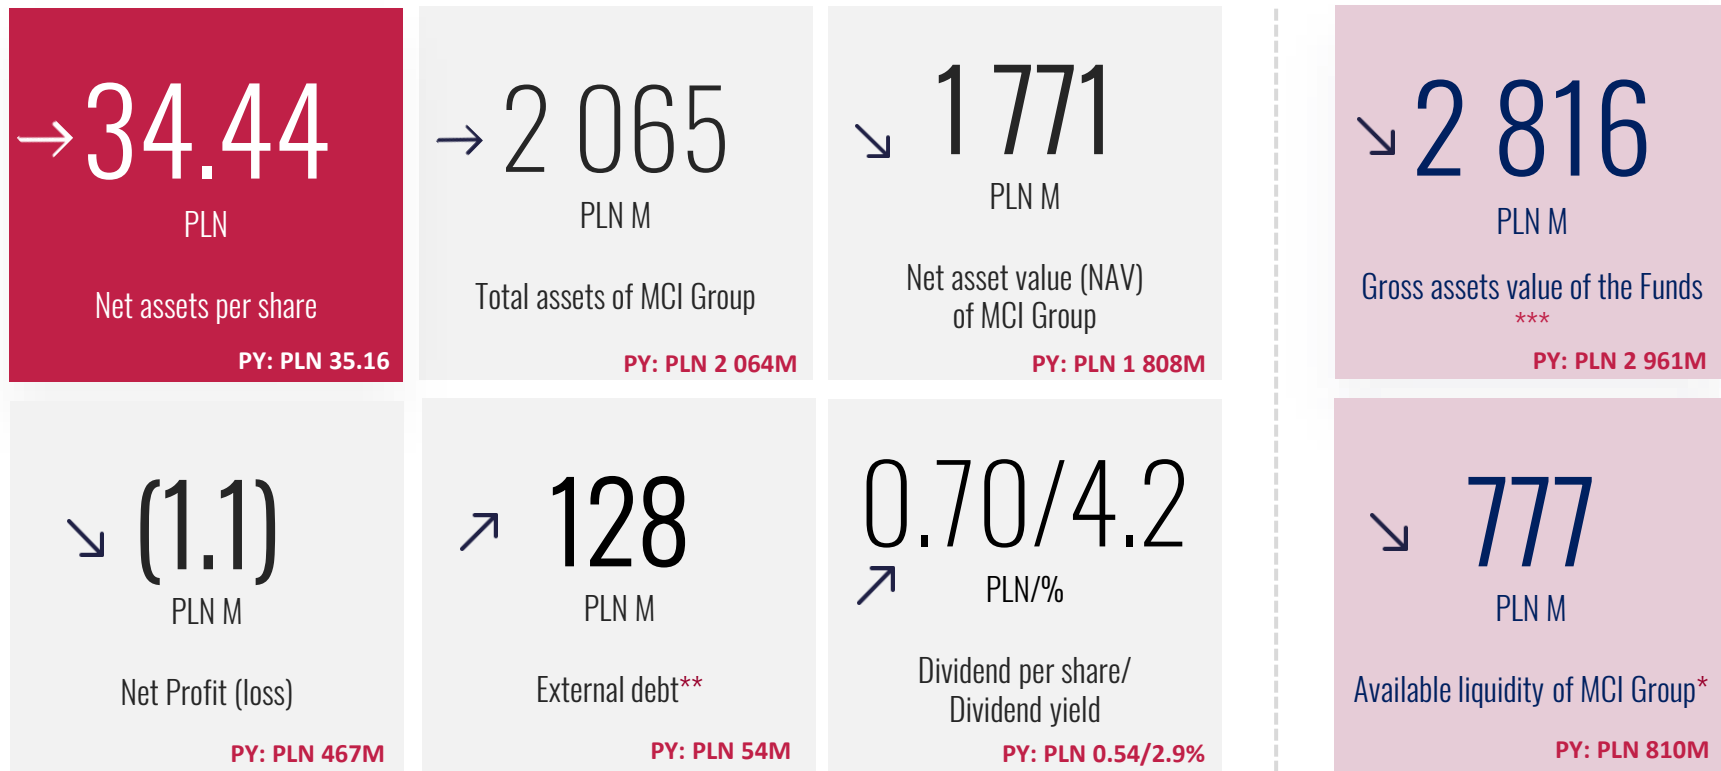 34.44
PLN
Net assets per share
PY: PLN 35.16
2 065
PLN M
Total assets of MCI Group
PY: PLN 2 064M
1 771
PLN M
Net asset value (NAV)
of MCI Group
PY: PLN 1 808M
2 816
PLN M
Gross assets value of the Funds
***
PY: PLN 2 961M
(1.1)
PLN M
Net Profit (loss)
PY: PLN 467M
128
PLN M
External debt**
PY: PLN 54M
0.70/4.2
PLN/%
Dividend per share/
Dividend yield
PY: PLN 0.54/2.9%
777
PLN M
Available liquidity of MCI Group*
PY: PLN 810M